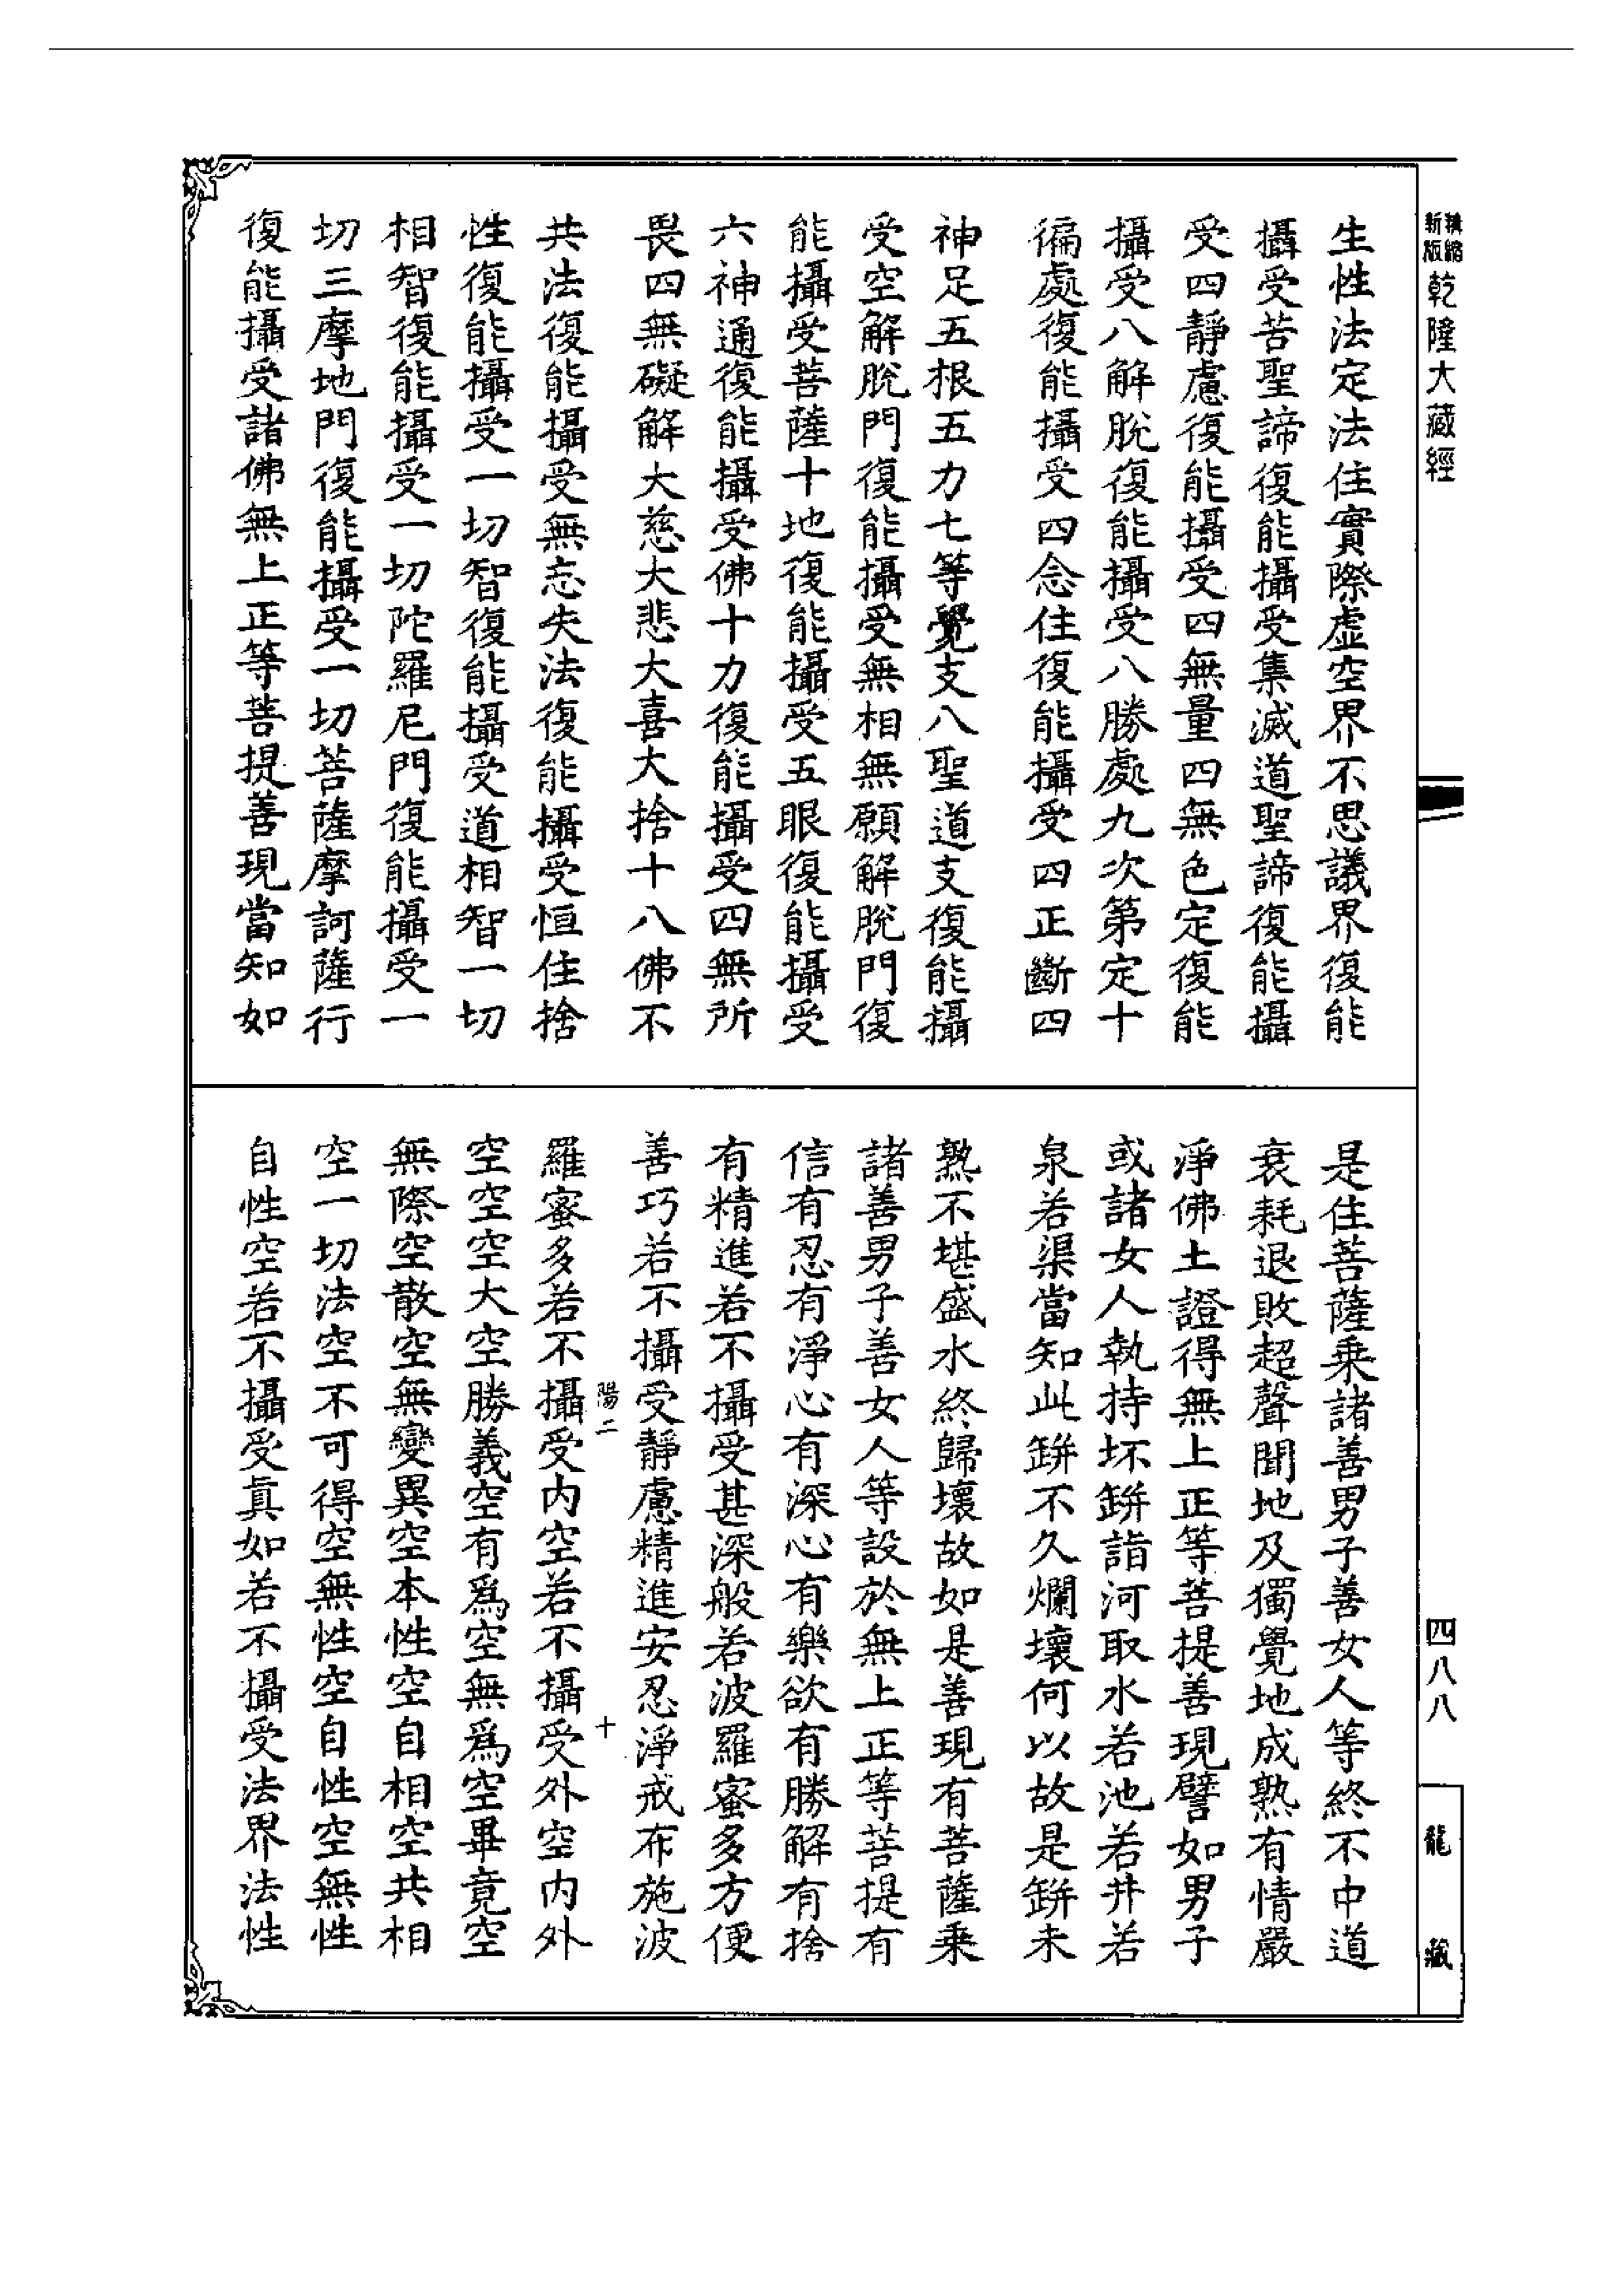 精縮新版乾隆大藏經
生性法定法住實際虛空界不思議界復能
攝受苦聖諦復能攝受集滅道聖諦復能攝
受四靜慮復能攝受四無量四無色定復能
攝受八解脫復能攝受八勝處九次第定十
徧處復能攝受四念住復能攝受四正斷四
神足五根五力七等覺支八聖道支復能攝
受空解脫門復能攝受無相無願解脫門復
能攝受菩薩十地復能攝受五眼復能攝受
六神通復能攝受佛十力復能攝受四無所
畏四無礙解大慈大悲大喜大捨十八佛不
共法復能攝受無忘失法復能攝受恒住捨
性復能攝受一切智復能攝受道相智一切
相智復能攝受一切陀羅尼門復能攝受一
切三摩地門復能攝受一切菩薩摩訶薩行
復能攝受諸佛無上正等菩提善現當知如
是住菩薩乘諸善男子善女人等終不中道
衰耗退敗超聲聞地及獨覺地成熟有情嚴
淨佛土證得無上正等菩提善現譬如男子
或諸女人執持坏缾詣河取水若池若井若
泉若渠當知此缾不久爛壞何以故是缾未
熟不堪盛水終歸壞故如是善現有菩薩乘
諸善男子善女人等設於無上正等菩提有
信有忍有淨心有深心有樂欲有勝解有捨
有精進若不攝受甚深般若波羅蜜多方便
善巧若不攝受靜慮精進安忍淨戒布施波
陽二 十
羅蜜多若不攝受內空若不攝受外空內外
空空空大空勝義空有爲空無爲空畢竟空
無際空散空無變異空本性空自相空共相
空一切法空不可得空無性空自性空無性
自性空若不攝受眞如若不攝受法界法性
四八八
龍藏